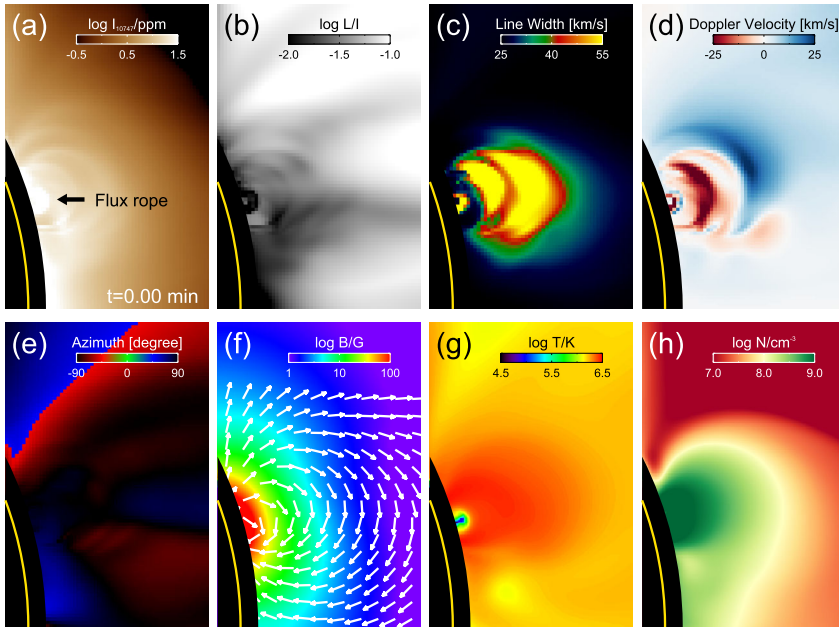 (a) log I₁₀₇₄₇/ppm
-0.5 0.5 1.5
Flux rope
t=0.00 min
(b) log L/I
-2.0 -1.5 -1.0
(c) Line Width [km/s]
25 40 55
(d) Doppler Velocity [km/s]
-25 0 25
(e) Azimuth [degree]
-90 0 90
(f) log B/G
1 10 100
(g) log T/K
4.5 5.5 6.5
(h) log N/cm⁻³
7.0 8.0 9.0